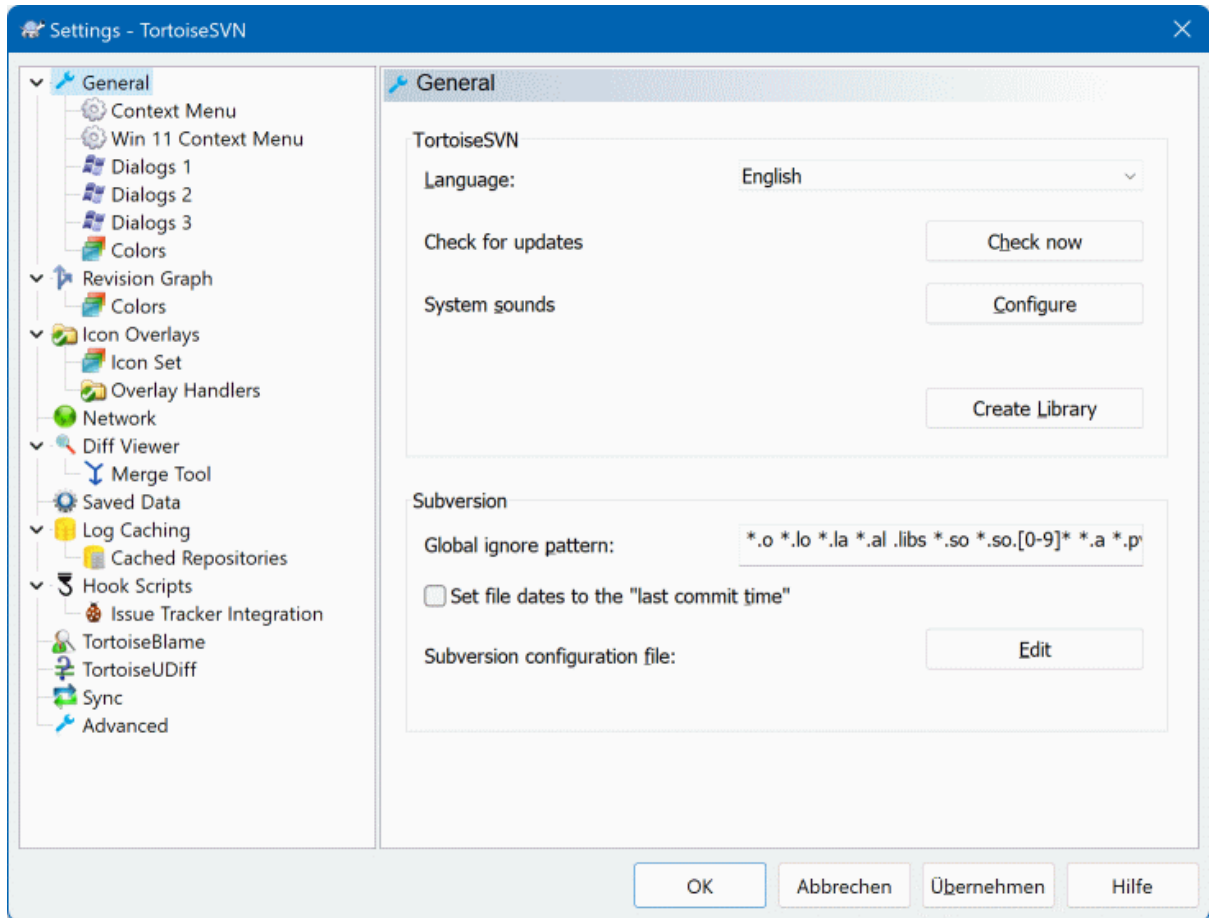 Settings - TortoiseSVN
General
Context Menu
Win 11 Context Menu
Dialogs 1
Dialogs 2
Dialogs 3
Colors
Revision Graph
Colors
Icon Overlays
Icon Set
Overlay Handlers
Network
Diff Viewer
Merge Tool
Saved Data
Log Caching
Cached Repositories
Hook Scripts
Issue Tracker Integration
TortoiseBlame
TortoiseUDiff
Sync
Advanced
General
TortoiseSVN
Language: English
Check for updates Check now
System sounds Configure
Create Library
Subversion
Global ignore pattern: *.o *.lo *.la *.al .libs *.so *.so.[0-9]* *.a
Set file dates to the "last commit time"
Subversion configuration file: Edit
OK Abbrechen Übernehmen Hilfe